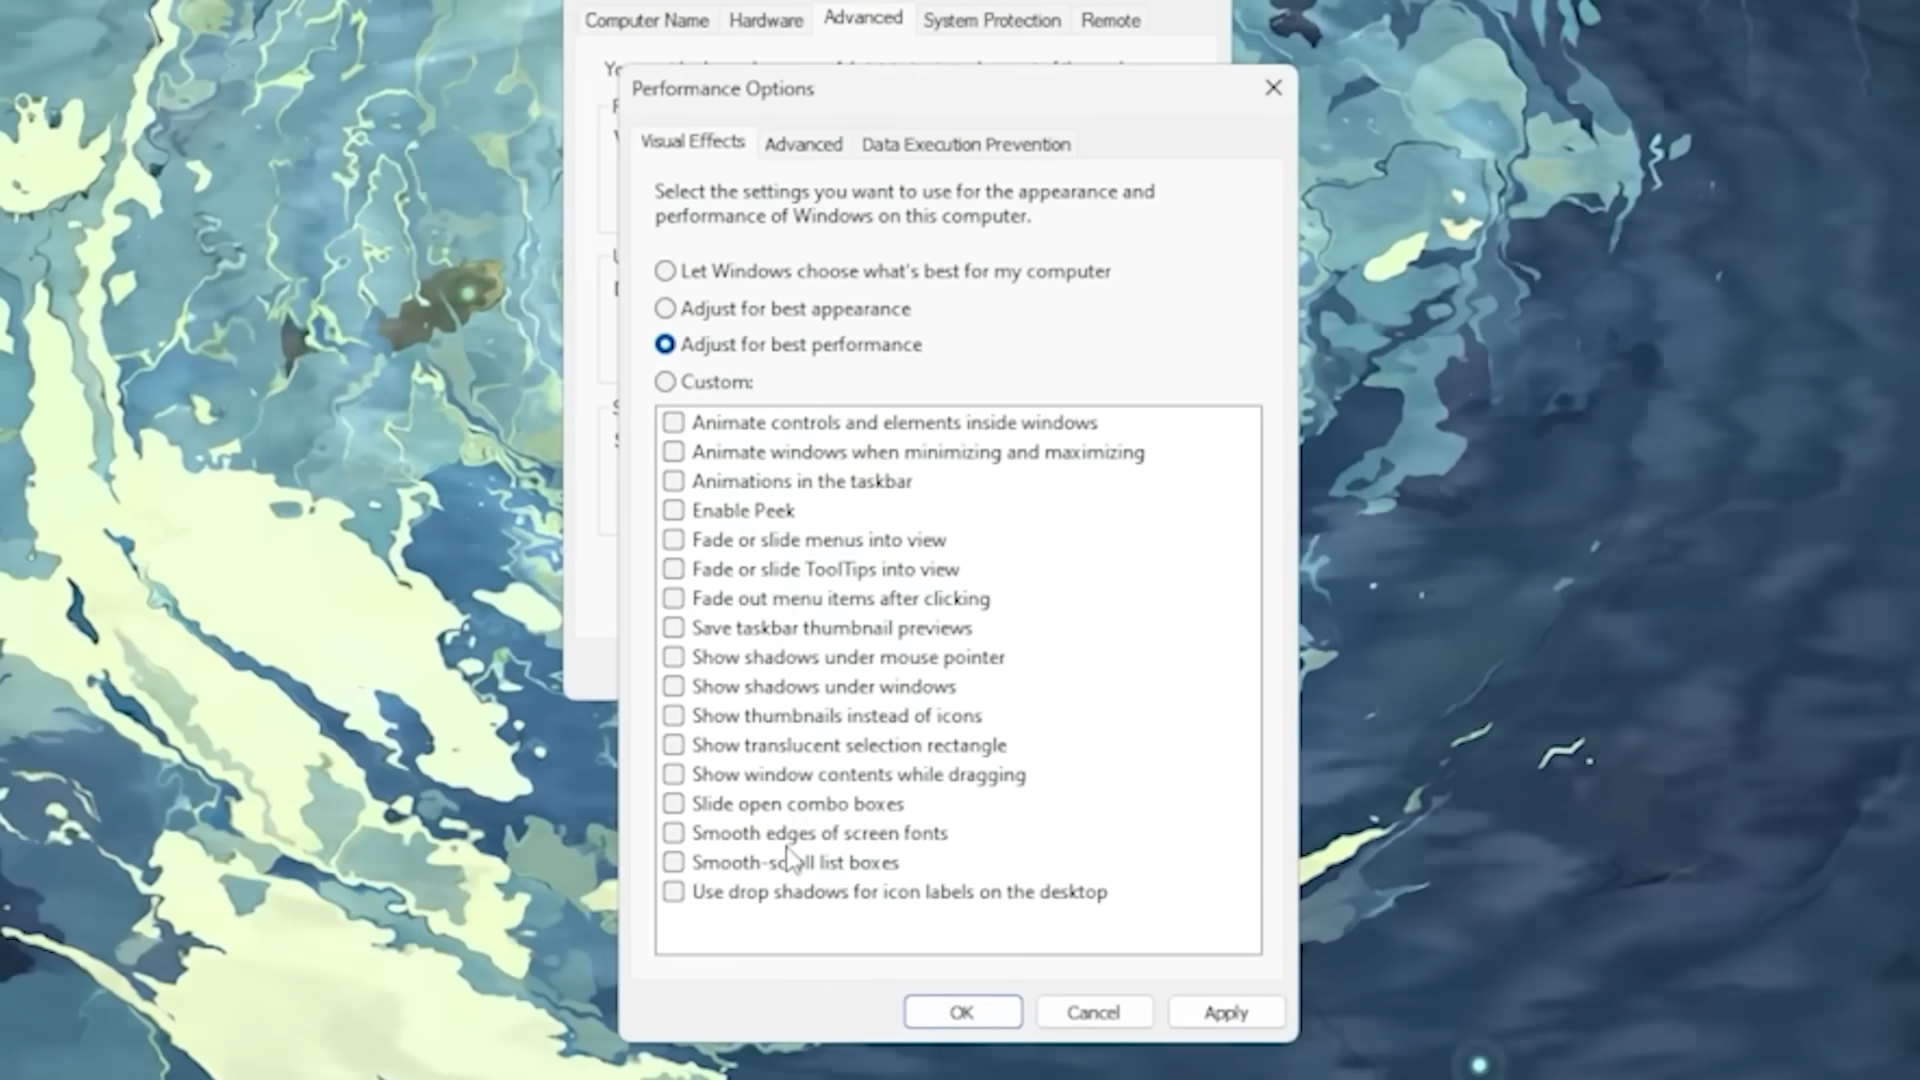 Computer Name Hardware Advanced System Protection Remote
Performance Options
Visual Effects Advanced Data Execution Prevention
Select the settings you want to use for the appearance and
performance of Windows on this computer.
Let Windows choose what's best for my computer
Adjust for best appearance
Adjust for best performance
Custom:
Animate controls and elements inside windows
Animate windows when minimizing and maximizing
Animations in the taskbar
Enable Peek
Fade or slide menus into view
Fade or slide ToolTips into view
Fade out menu items after clicking
Save taskbar thumbnail previews
Show shadows under mouse pointer
Show shadows under windows
Show thumbnails instead of icons
Show translucent selection rectangle
Show window contents while dragging
Slide open combo boxes
Smooth edges of screen fonts
Smooth-scroll list boxes
Use drop shadows for icon labels on the desktop
OK Cancel Apply